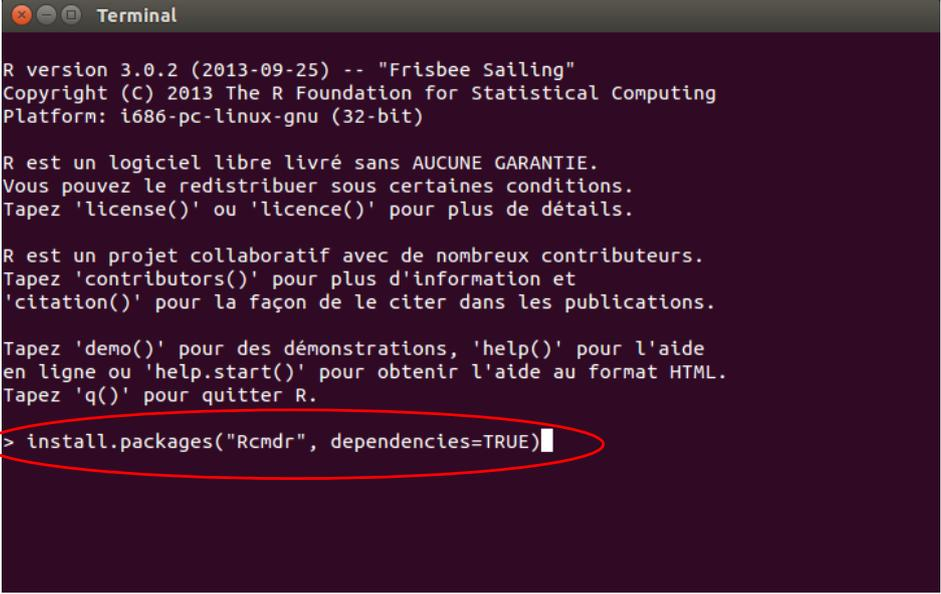 Terminal
R version 3.0.2 (2013-09-25) -- "Frisbee Sailing"
Copyright (C) 2013 The R Foundation for Statistical Computing
Platform: i686-pc-linux-gnu (32-bit)
R est un logiciel libre livré sans AUCUNE GARANTIE.
Vous pouvez le redistribuer sous certaines conditions.
Tapez 'license()' ou 'licence()' pour plus de détails.
R est un projet collaboratif avec de nombreux contributeurs.
Tapez 'contributors()' pour plus d'information et
'citation()' pour la façon de le citer dans les publications.
Tapez 'demo()' pour des démonstrations, 'help()' pour l'aide
en ligne ou 'help.start()' pour obtenir l'aide au format HTML.
Tapez 'q()' pour quitter R.
> install.packages("Rcmdr", dependencies=TRUE)